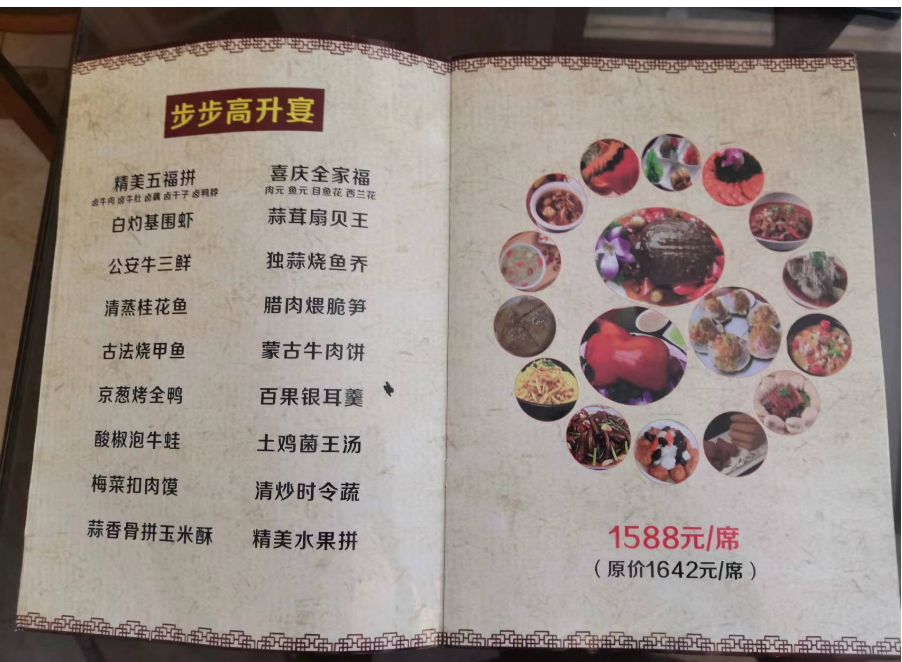 步步高升宴
精美五福拼
卤牛肉 卤牛肚 卤藕 卤干子 卤鸭脖
白灼基围虾
公安牛三鲜
清蒸桂花鱼
古法烧甲鱼
京葱烤全鸭
酸椒泡牛蛙
梅菜扣肉馍
蒜香骨拼玉米酥
喜庆全家福
肉元 鱼元 目鱼花 西兰花
蒜茸扇贝王
独蒜烧鱼乔
腊肉煨脆笋
蒙古牛肉饼
百果银耳羹
土鸡菌王汤
清炒时令蔬
精美水果拼
1588元/席
（原价1642元/席）